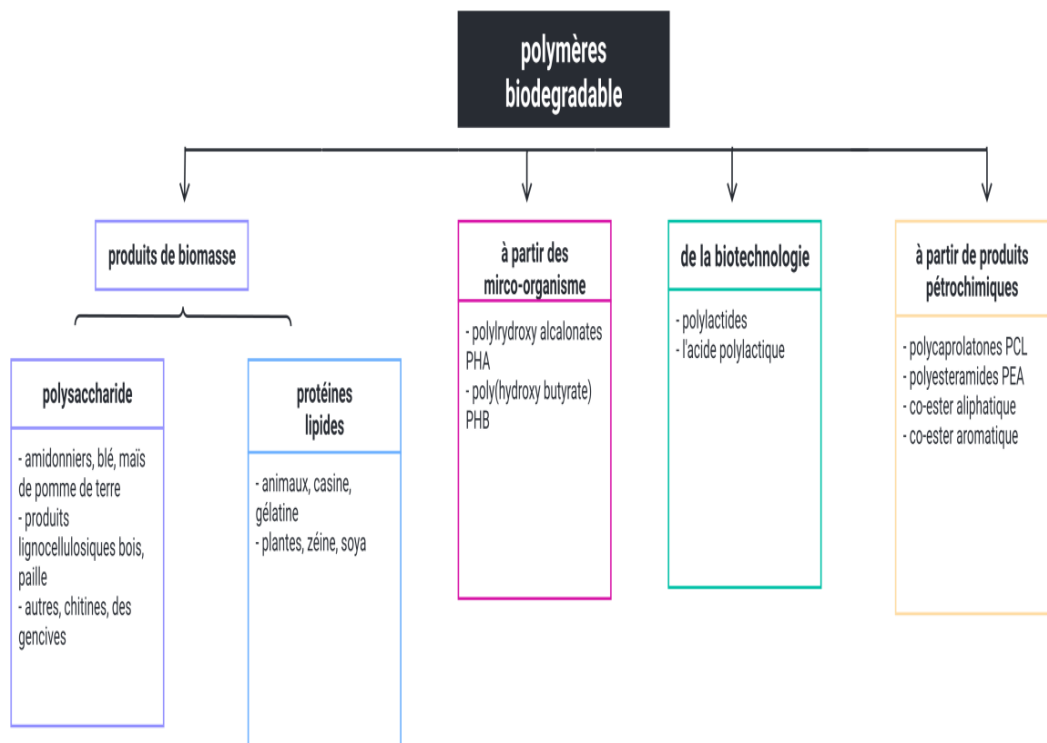 polymères
biodegradable
produits de biomasse
polysaccharide
- amidonniers, blé, maïs
de pomme de terre
- produits
lignocellulosiques bois,
paille
- autres, chitines, des
gencives
protéines
lipides
- animaux, casine,
gélatine
- plantes, zéine, soya
à partir des
mirco-organisme
- polylrydroxy alcalonates
PHA
- poly(hydroxy butyrate)
PHB
de la biotechnologie
- polylactides
- l'acide polylactique
à partir de produits
pétrochimiques
- polycaprolatones PCL
- polyesteramides PEA
- co-ester aliphatique
- co-ester aromatique